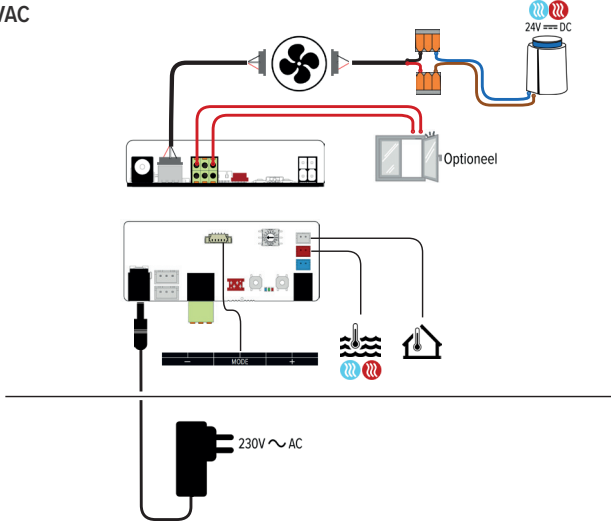 VAC
24V ⎓ DC
Optioneel
− MODE +
230V ∿ AC